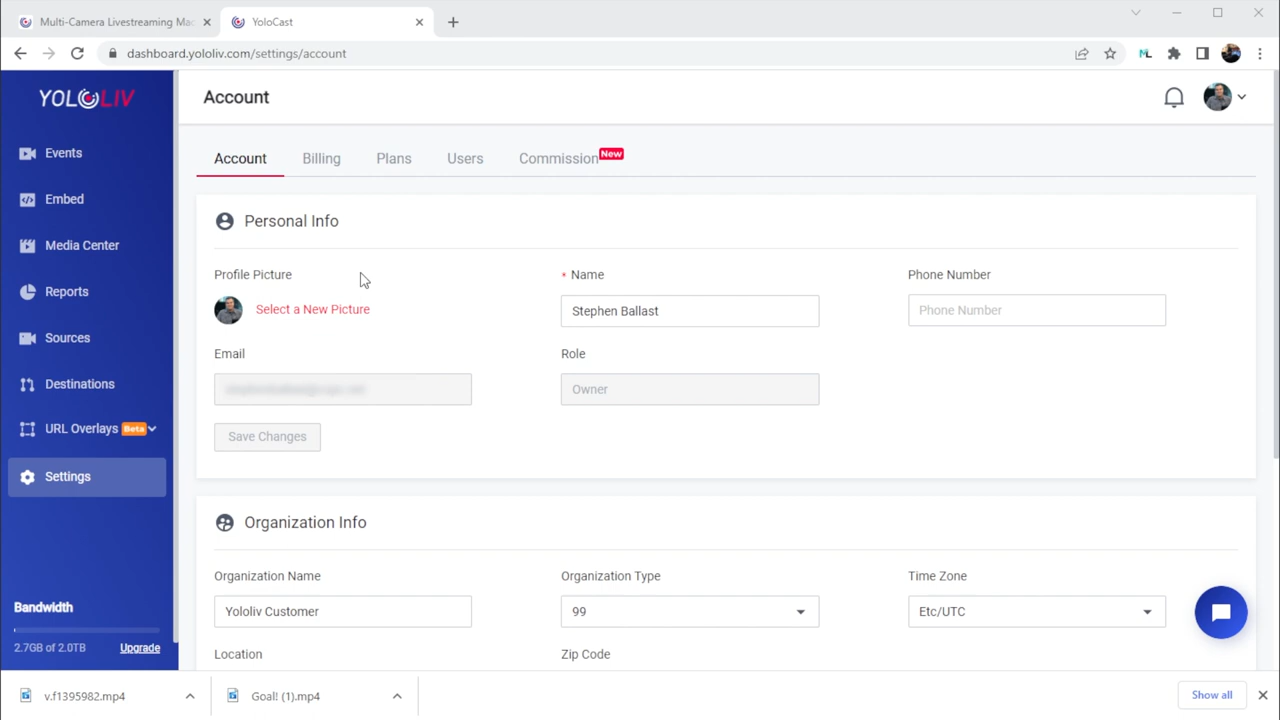 Multi-Camera Livestreaming Mac
YoloCast
dashboard.yololiv.com/settings/account
YOLOLIV
Account
Events
Account
Billing
Plans
Users
Commission
New
Embed
Personal Info
Media Center
Profile Picture
* Name
Phone Number
Reports
Select a New Picture
Stephen Ballast
Phone Number
Sources
Email
Role
Destinations
Owner
URL Overlays Beta
Save Changes
Settings
Organization Info
Organization Name
Organization Type
Time Zone
Bandwidth
Yololiv Customer
99
Etc/UTC
2.7GB of 2.0TB
Upgrade
Location
Zip Code
v.f1395982.mp4
Goal! (1).mp4
Show all